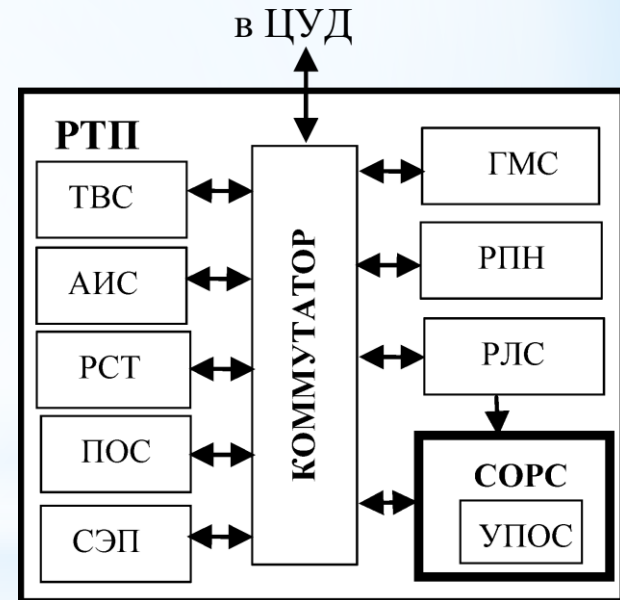 в ЦУД
РТП
ТВС
АИС
РСТ
ПОС
СЭП
КОММУТАТОР
ГМС
РПН
РЛС
СОРС
УПОС